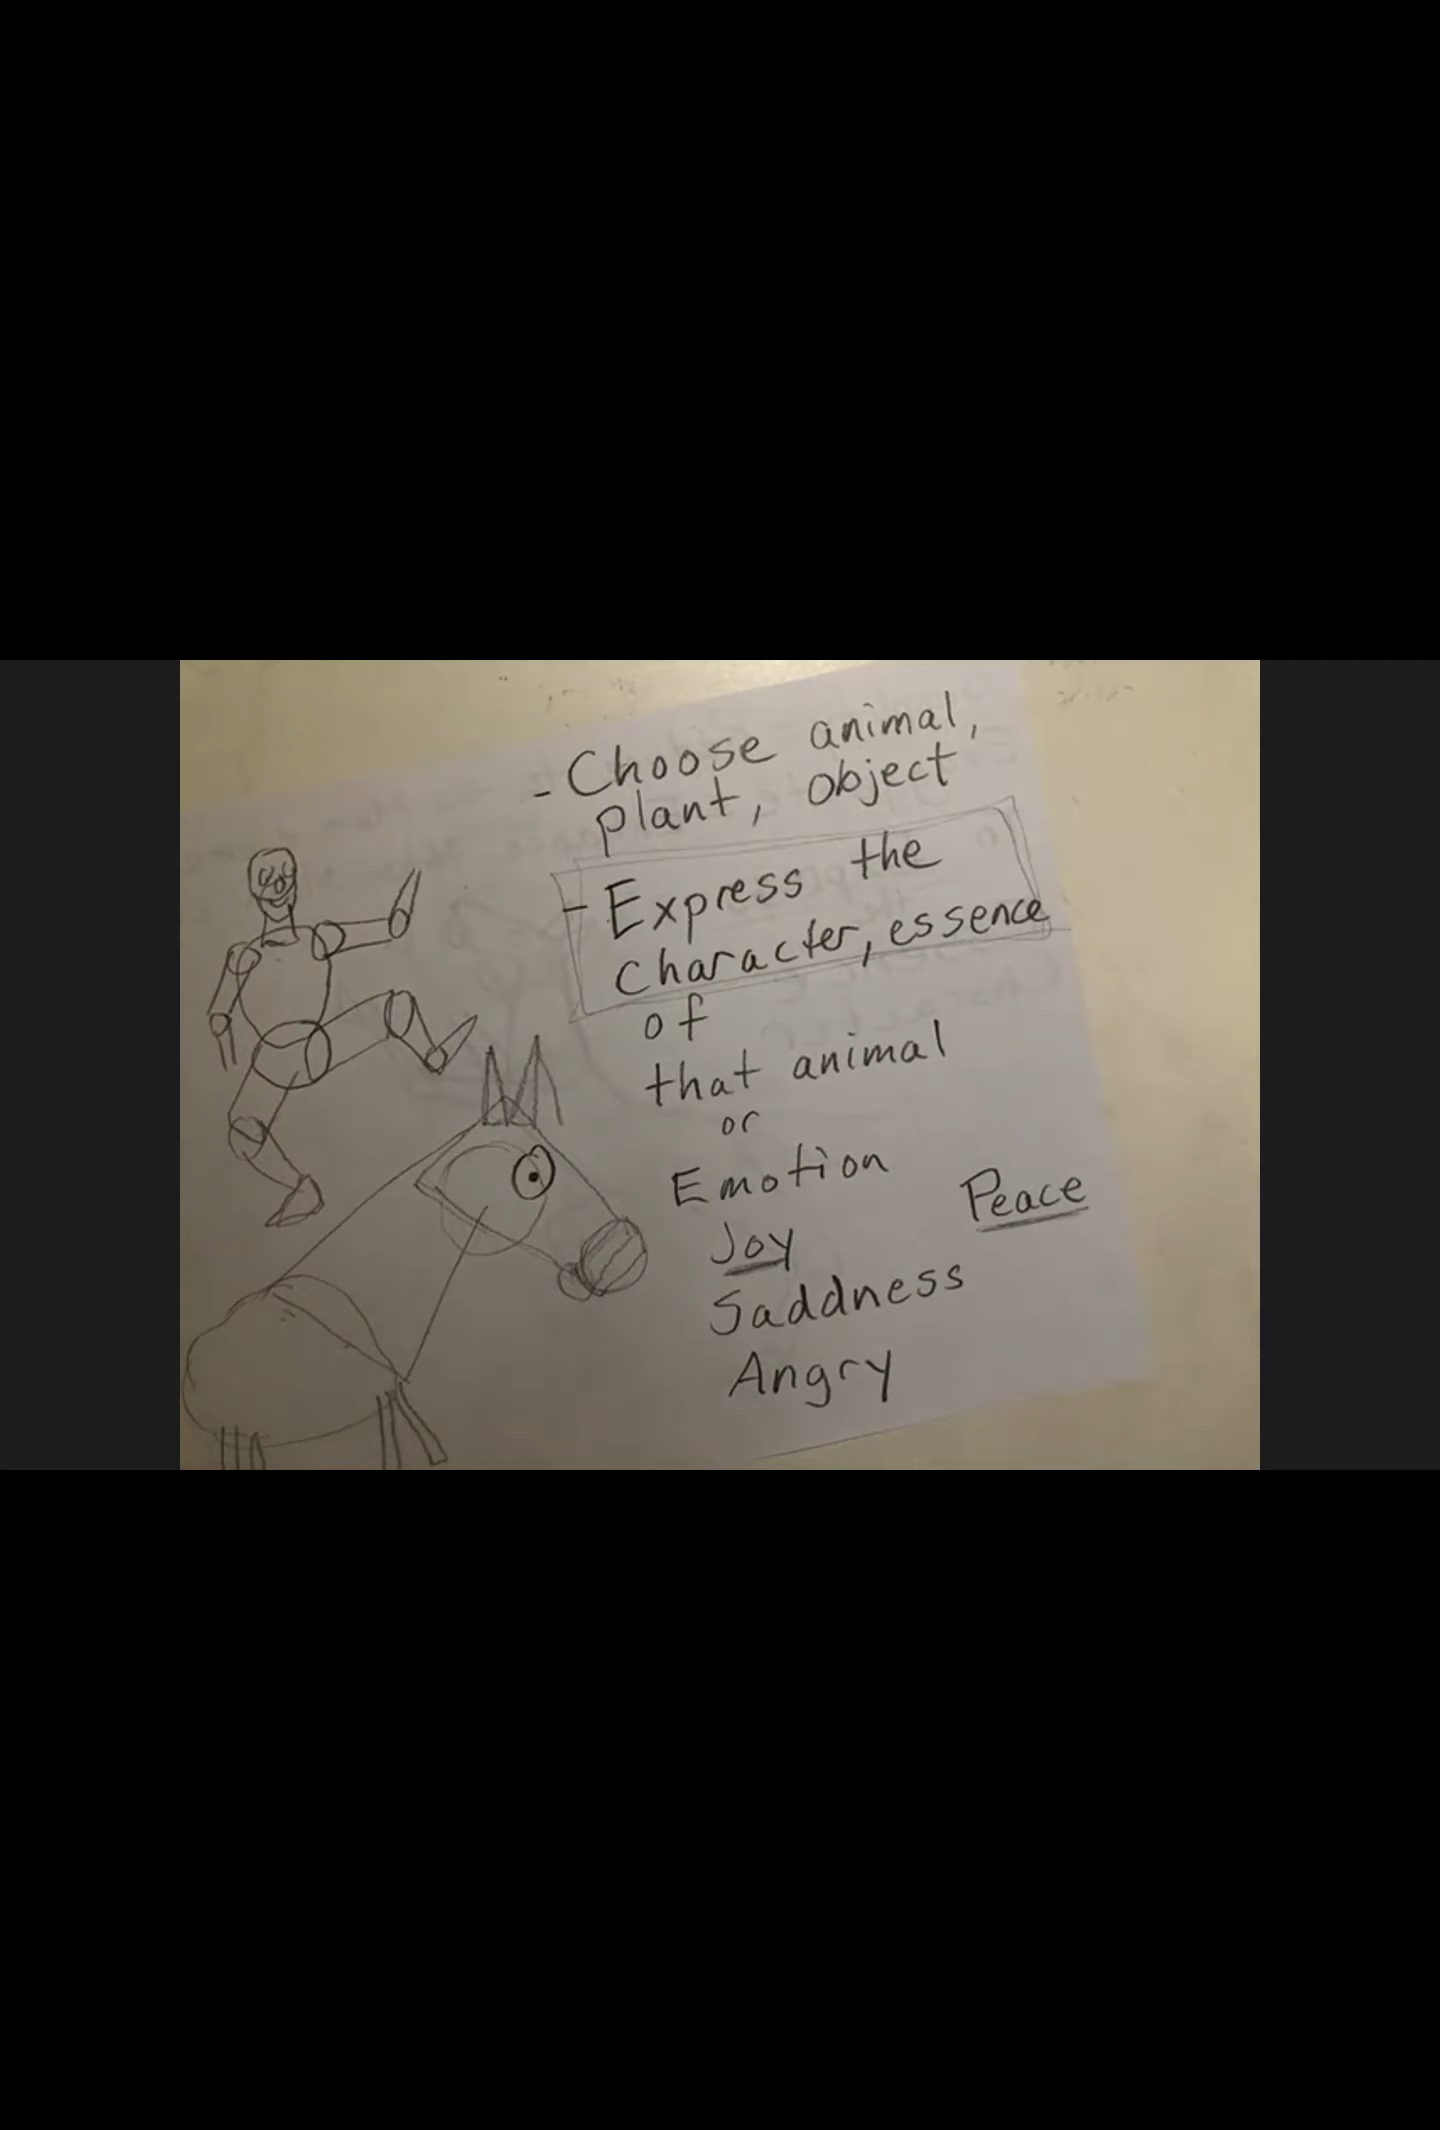 - Choose animal,
plant, object
- Express the
character, essence
of
that animal
or
Emotion
Joy
Peace
Saddness
Angry